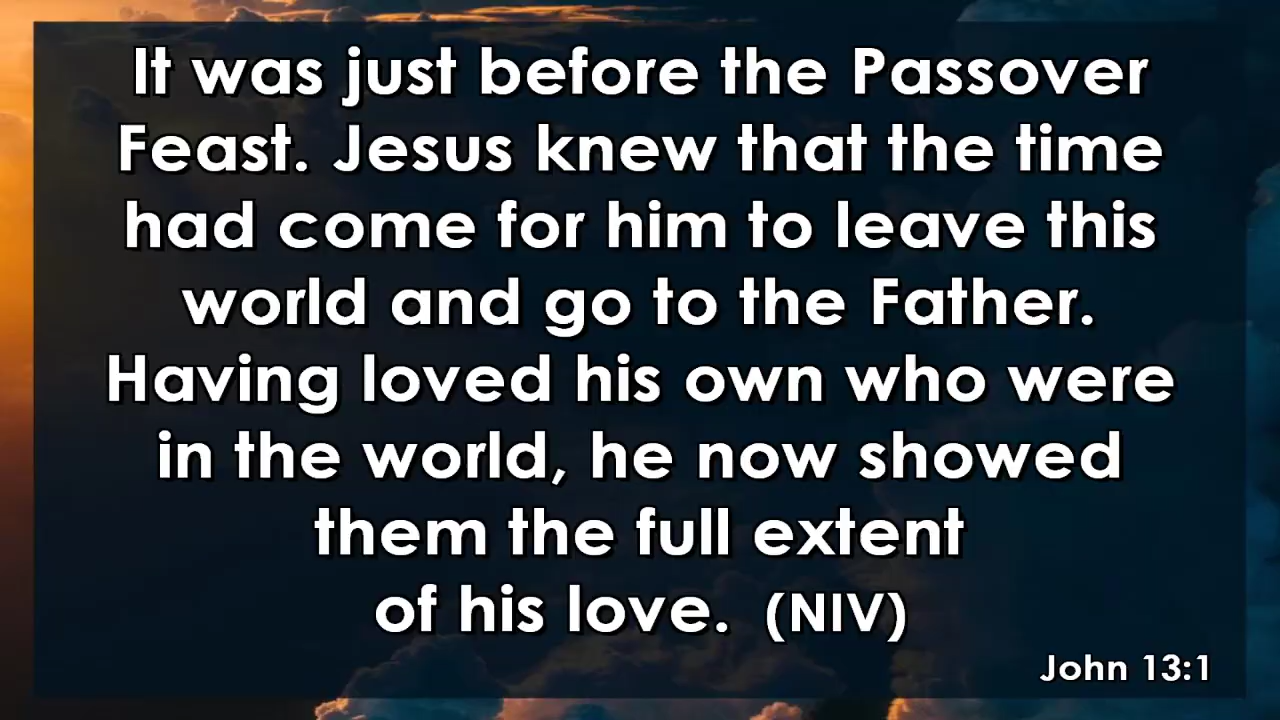 It was just before the Passover
Feast. Jesus knew that the time
had come for him to leave this
world and go to the Father.
Having loved his own who were
in the world, he now showed
them the full extent
of his love. (NIV)
John 13:1